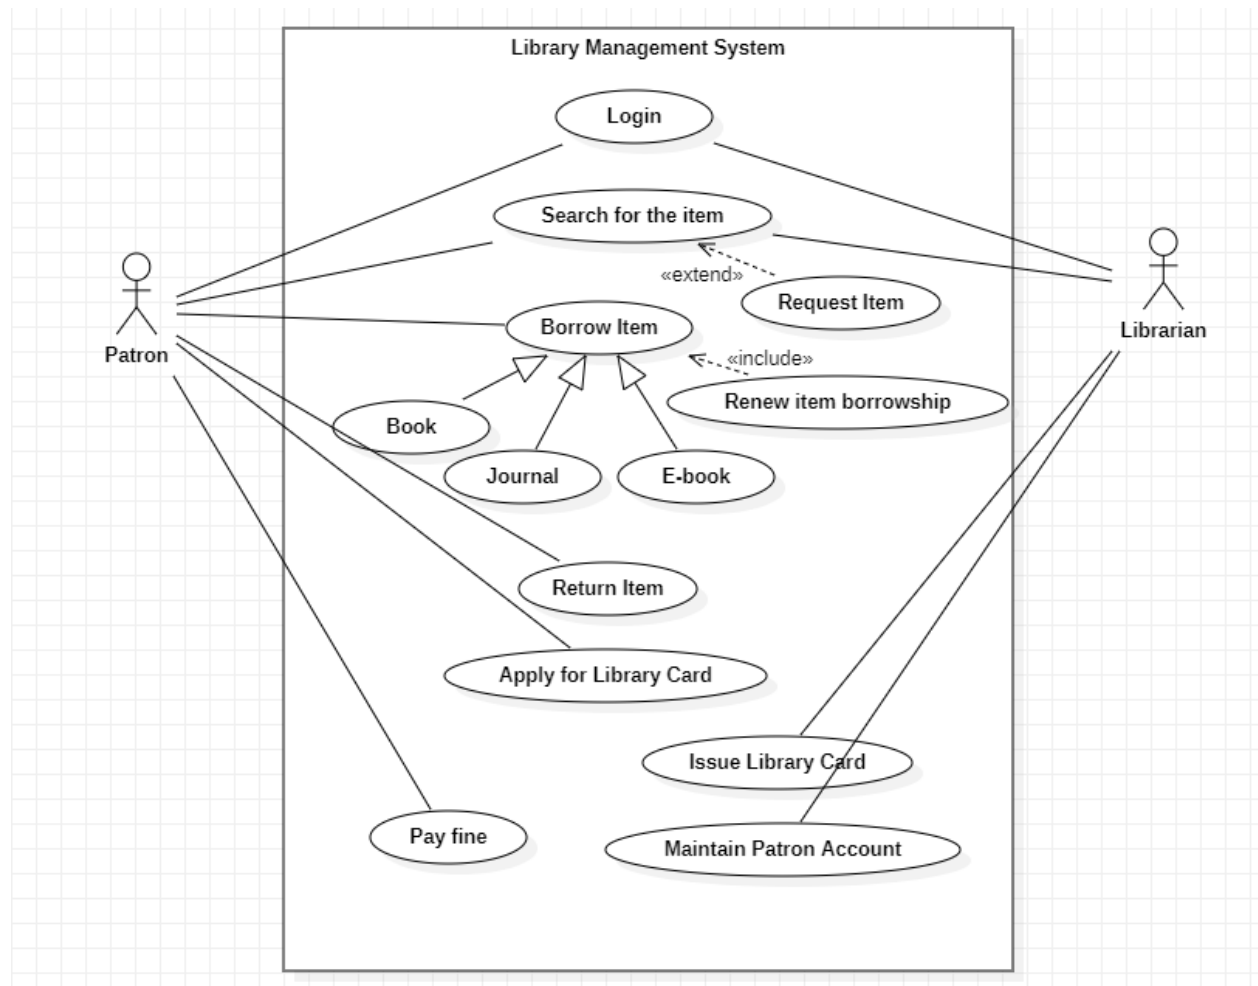 Library Management System
Login
Search for the item
«extend»
Request Item
Patron
Librarian
Borrow Item
«include»
Renew item borrowship
Book
Journal
E-book
Return Item
Apply for Library Card
Issue Library Card
Pay fine
Maintain Patron Account